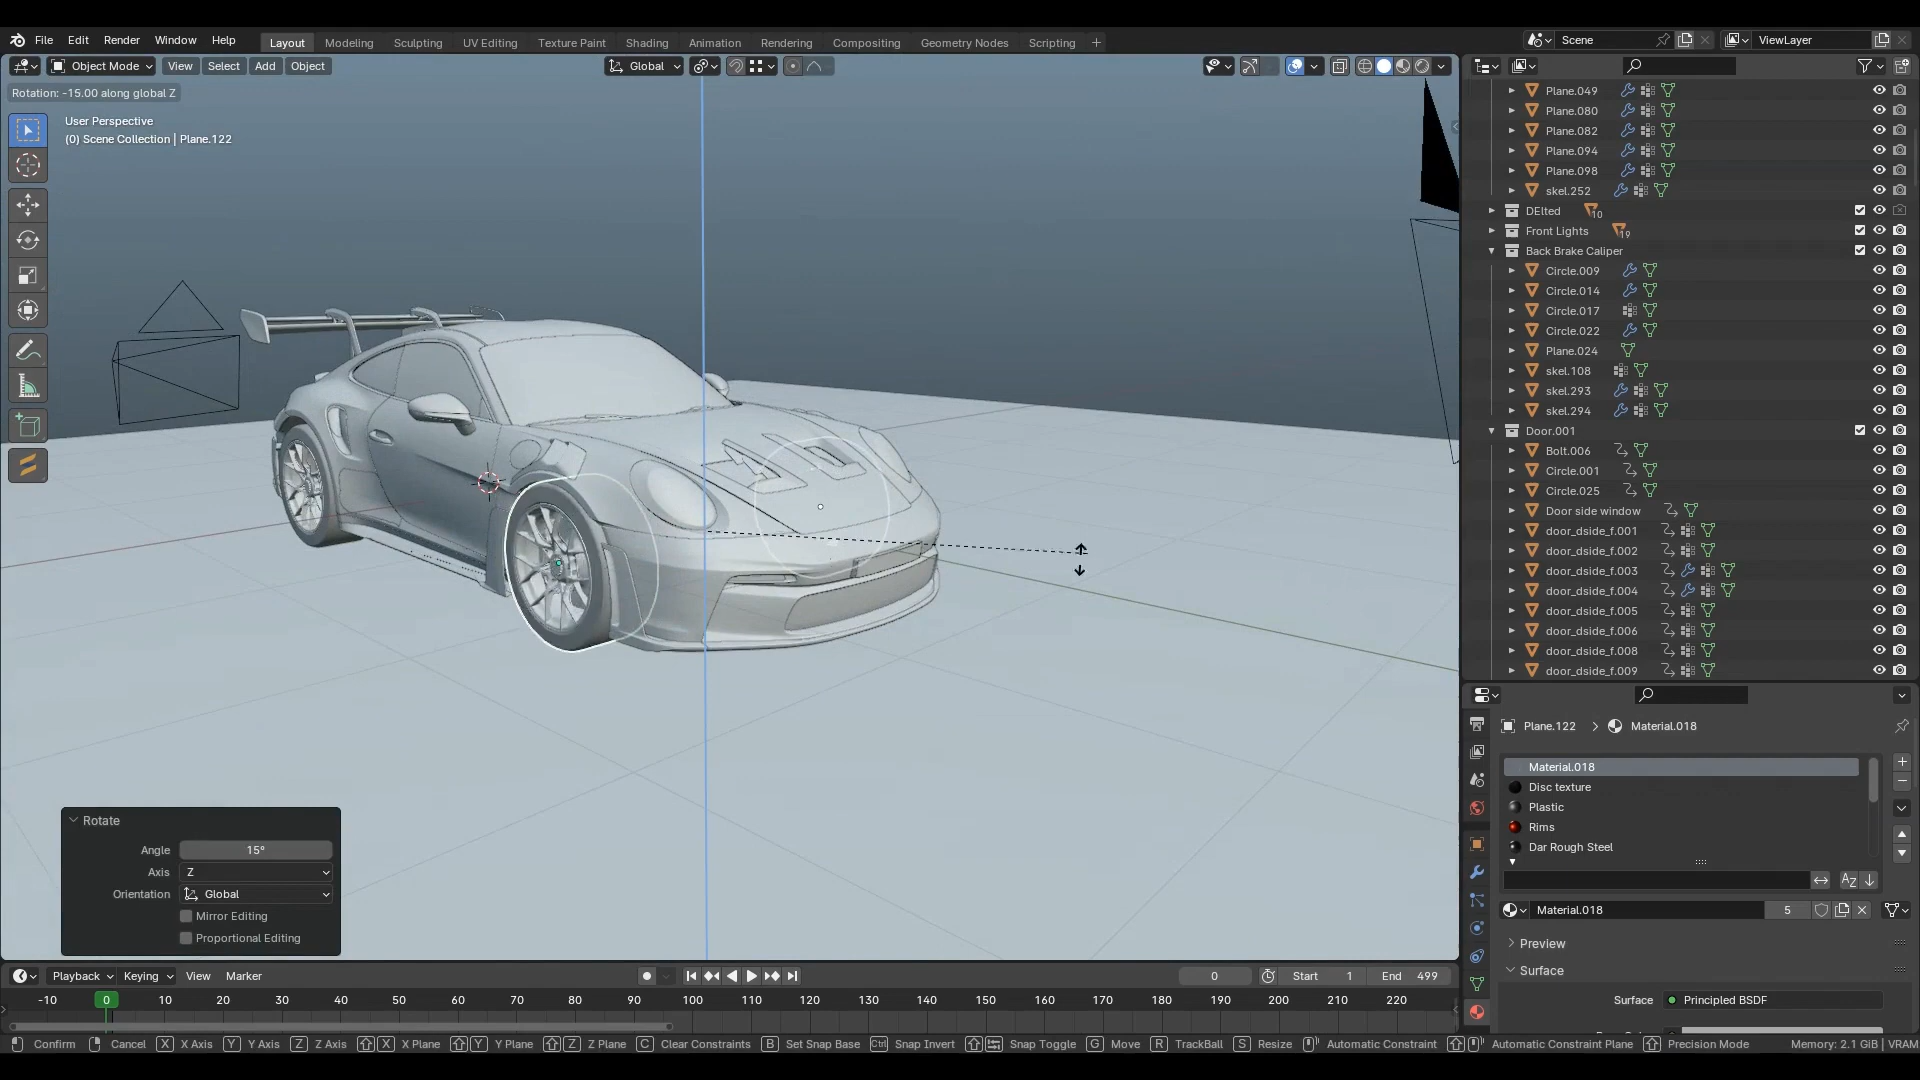 File Edit Render Window Help Layout Modeling Sculpting UV Editing Texture Paint Shading Animation Rendering Compositing Geometry Nodes Scripting + Scene ViewLayer
Object Mode View Select Add Object Global
Rotation: -15.00 along global Z
User Perspective
(0) Scene Collection | Plane.122
Plane.049
Plane.080
Plane.082
Plane.094
Plane.098
skel.252
DElted 10
Front Lights 19
Back Brake Caliper
Circle.009
Circle.014
Circle.017
Circle.022
Plane.024
skel.108
skel.293
skel.294
Door.001
Bolt.006
Circle.001
Circle.025
Door side window
door_dside_f.001
door_dside_f.002
door_dside_f.003
door_dside_f.004
door_dside_f.005
door_dside_f.006
door_dside_f.008
door_dside_f.009
Plane.122 > Material.018
Material.018
Disc texture
Plastic
Rims
Dar Rough Steel
Material.018 5
Preview
Surface
Surface Principled BSDF
Rotate
Angle 15°
Axis Z
Orientation Global
Mirror Editing
Proportional Editing
Playback Keying View Marker 0 Start 1 End 499
-10 0 10 20 30 40 50 60 70 80 90 100 110 120 130 140 150 160 170 180 190 200 210 220
Confirm Cancel X X Axis Y Y Axis Z Z Axis X X Plane Y Y Plane Z Z Plane C Clear Constraints B Set Snap Base Ctrl Snap Invert Snap Toggle G Move R TrackBall S Resize Automatic Constraint Automatic Constraint Plane Precision Mode Memory: 2.1 GiB | VRAM